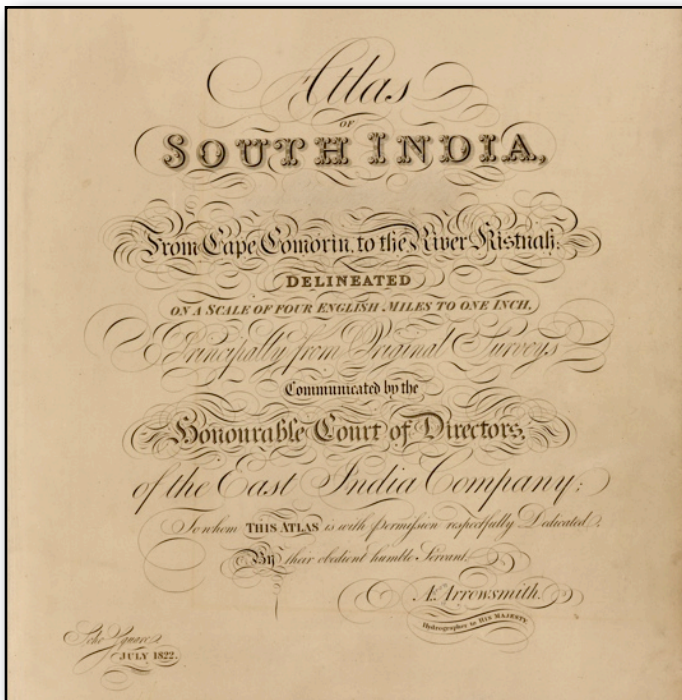 Atlas
OF
SOUTH INDIA,
From Cape Comorin, to the River Kistnah;
DELINEATED
ON A SCALE OF FOUR ENGLISH MILES TO ONE INCH,
Principally from Original Surveys
Communicated by the
Honourable Court of Directors,
of the East India Company;
To whom THIS ATLAS is with permission respectfully Dedicated,
By their obedient humble Servant,
A. Arrowsmith.
Hydrographer to HIS MAJESTY.
Soho Square
JULY 1822.